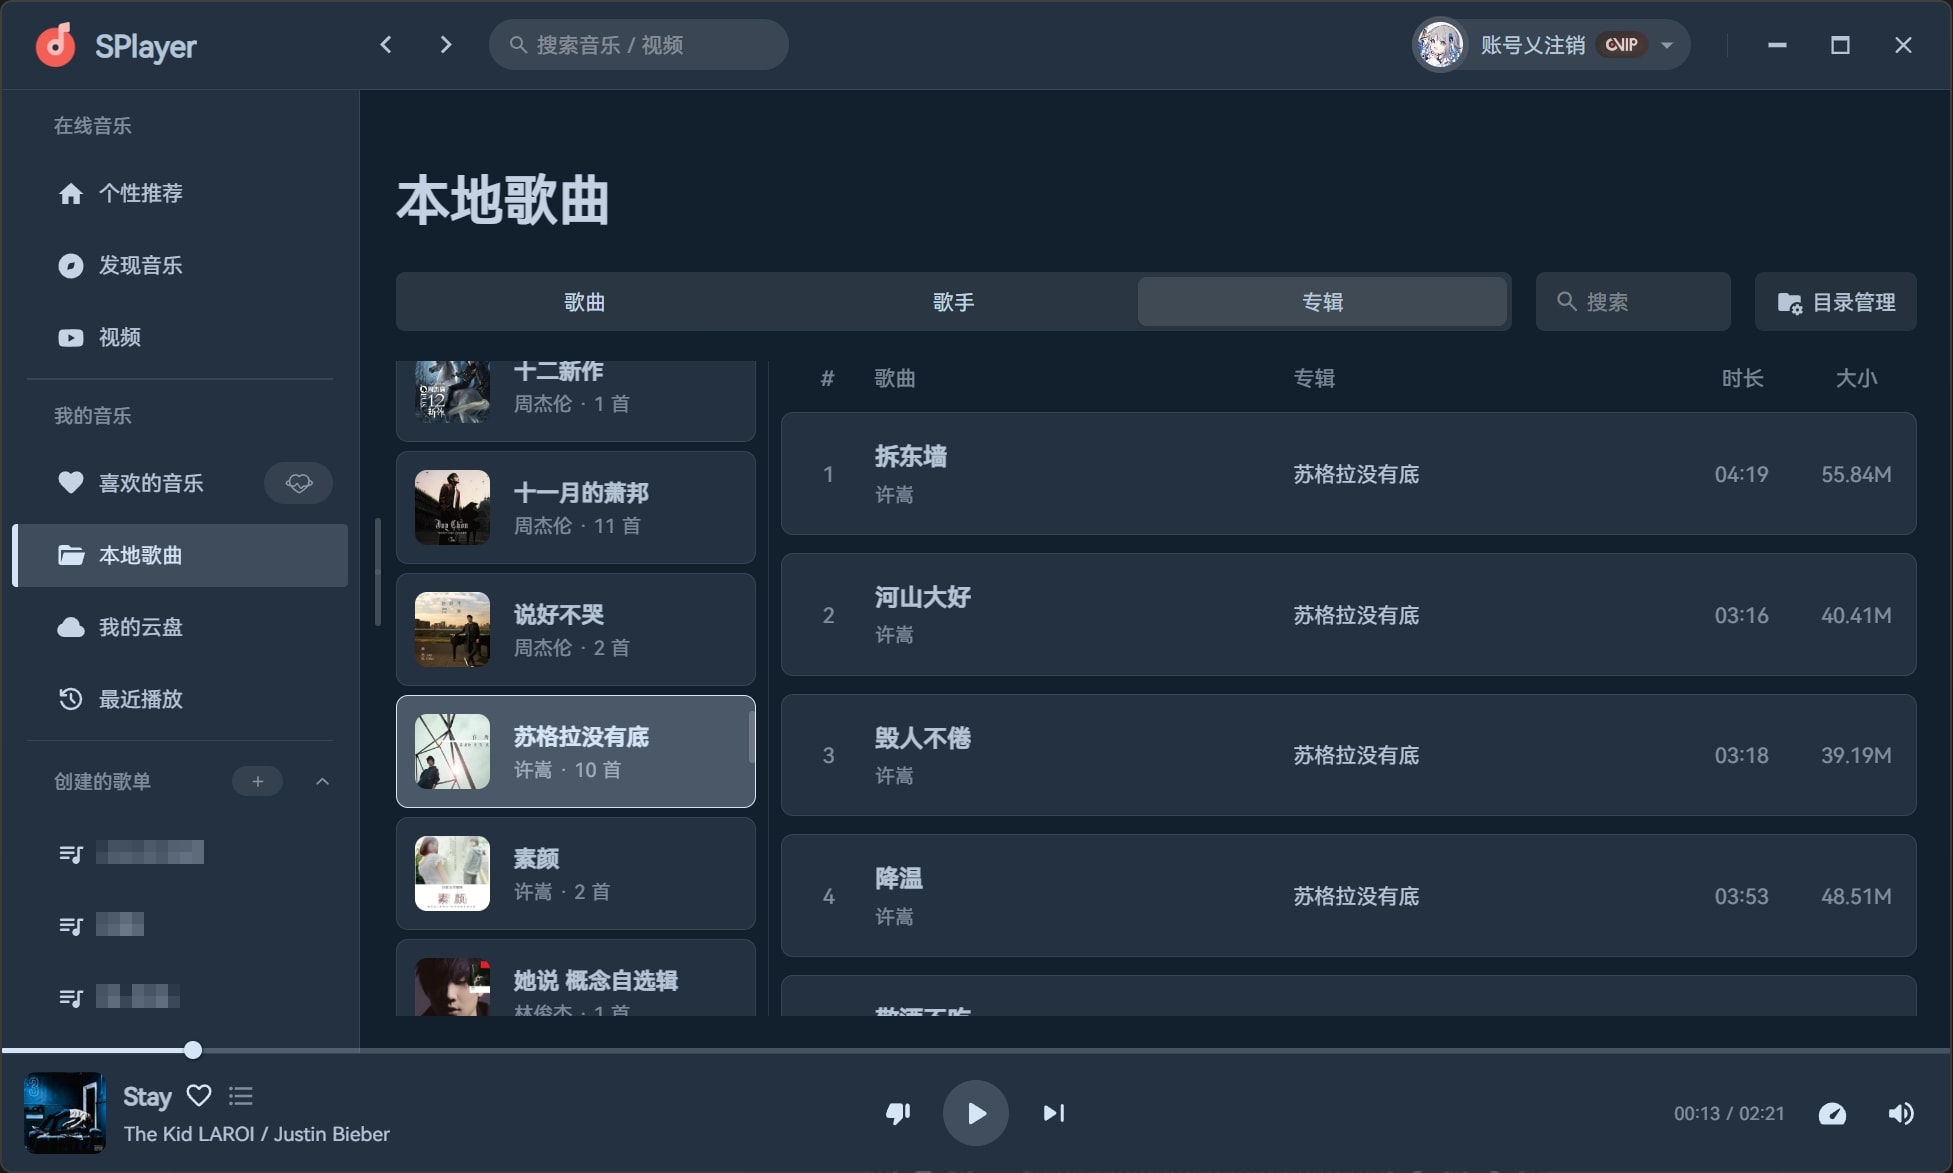 SPlayer
搜索音乐 / 视频
账号乂注销
VIP
在线音乐
个性推荐
发现音乐
视频
我的音乐
喜欢的音乐
本地歌曲
我的云盘
最近播放
创建的歌单
本地歌曲
歌曲
歌手
专辑
搜索
目录管理
十二新作
周杰伦 · 1 首
十一月的萧邦
周杰伦 · 11 首
说好不哭
周杰伦 · 2 首
苏格拉没有底
许嵩 · 10 首
素颜
许嵩 · 2 首
她说 概念自选辑
林俊杰 · 1 首
# 歌曲 专辑 时长 大小
1 拆东墙 苏格拉没有底 04:19 55.84M
许嵩
2 河山大好 苏格拉没有底 03:16 40.41M
许嵩
3 毁人不倦 苏格拉没有底 03:18 39.19M
许嵩
4 降温 苏格拉没有底 03:53 48.51M
许嵩
敬酒不吃
Stay
The Kid LAROI / Justin Bieber
00:13 / 02:21